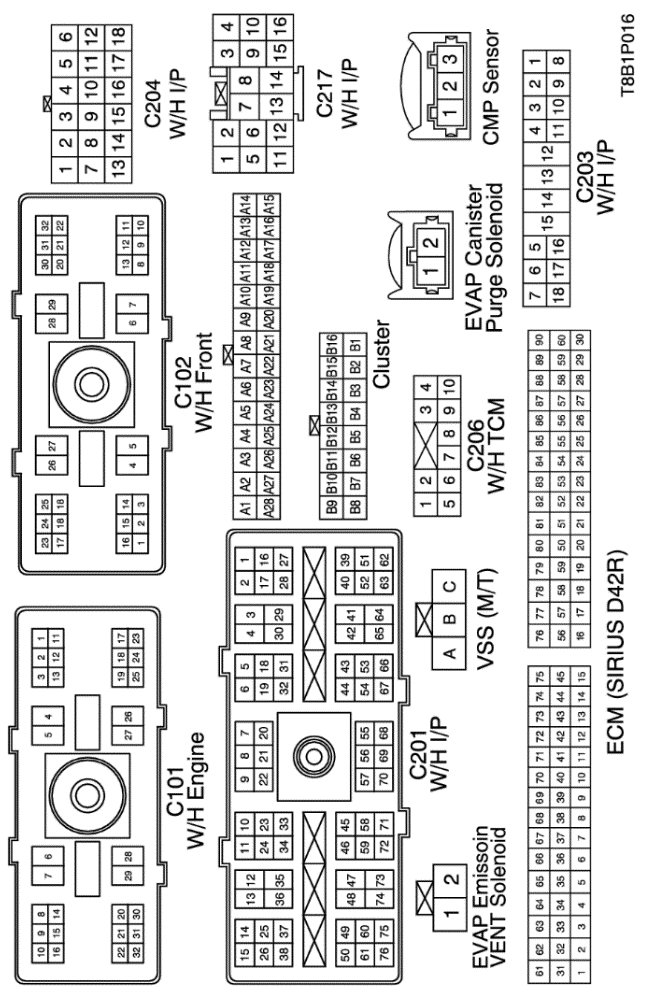 10 9 8 7 6 5 4 3 2 1
16 15 14 13 12 11
22 21 20 29 28 27 26 19 18 17
32 31 30 25 24 23
C101
W/H Engine
23 24 25 26 27 28 29 30 31 32
17 18 18 20 21 22
16 15 14 4 5 6 7 13 12 11
1 2 3 8 9 10
C102
W/H Front
1 2 3 4 5 6
7 8 9 10 11 12
13 14 15 16 17 18
C204
W/H I/P
15 14 13 12 11 10 9 8 7 6 5 4 3 2 1
26 25 36 35 24 23 22 21 20 19 18 30 29 17 16
38 37 34 33 32 31 28 27
50 49 48 47 46 45 57 56 55 44 43 42 41 40 39
61 60 74 73 59 58 70 69 68 54 53 65 64 52 51
76 75 72 71 67 66 63 62
C201
W/H I/P
A1 A2 A3 A4 A5 A6 A7 A8 A9 A10 A11 A12 A13 A14
A28 A27 A26 A25 A24 A23 A22 A21 A20 A19 A18 A17 A16 A15
B9 B10 B11 B12 B13 B14 B15 B16
B8 B7 B6 B5 B4 B3 B2 B1
Cluster
1 2 3 4
5 6 7 8 9 10
11 12 13 14 15 16
C217
W/H I/P
1 2
EVAP Emissoin
VENT Solenoid
A B C
VSS (M/T)
1 2 3 4
5 6 7 8 9 10
C206
W/H TCM
1 2
EVAP Canister
Purge Solenoid
1 2 3
CMP Sensor
61 62 63 64 65 66 67 68 69 70 71 72 73 74 75
31 32 33 34 35 36 37 38 39 40 41 42 43 44 45
1 2 3 4 5 6 7 8 9 10 11 12 13 14 15
76 77 78 79 80 81 82 83 84 85 86 87 88 89 90
56 57 58 59 50 51 52 53 54 55 56 57 58 59 60
16 17 18 19 20 21 22 23 24 25 26 27 28 29 30
ECM (SIRIUS D42R)
7 6 5 4 3 2 1
15 14 13 12
18 17 16 11 10 9 8
C203
W/H I/P
T8B1P016